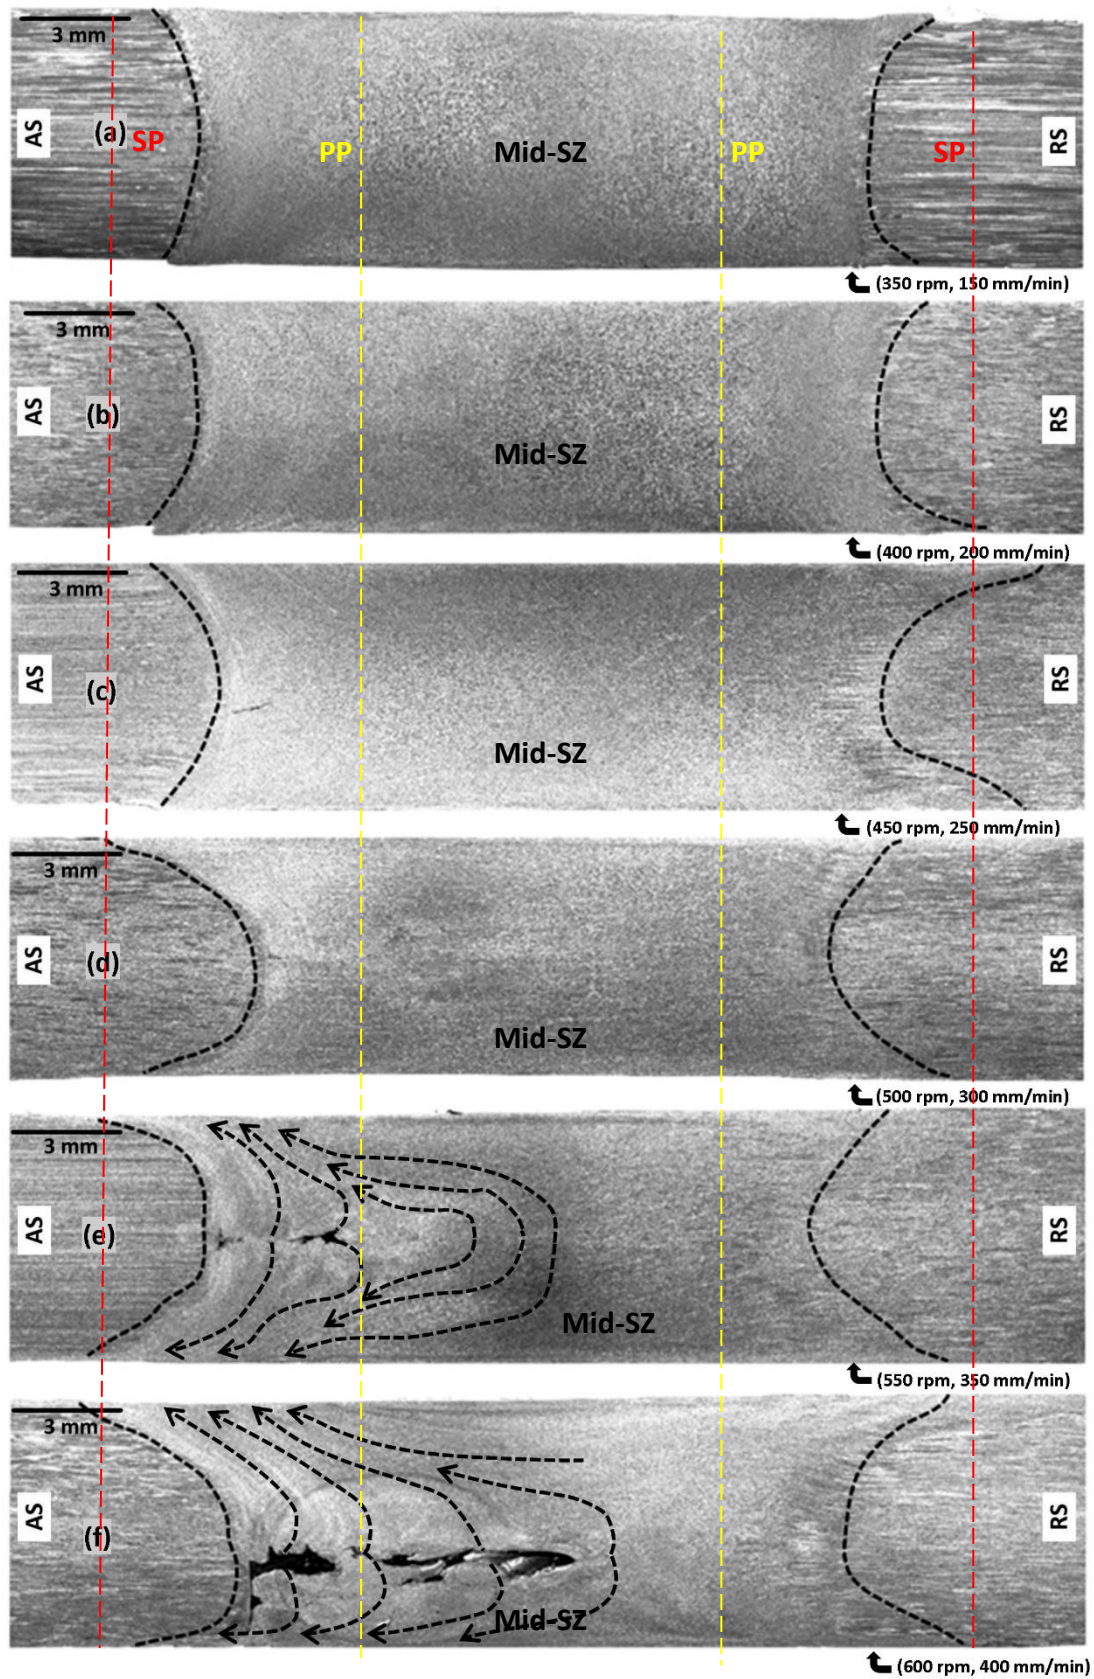 3 mm
AS
(a)
SP
PP
Mid-SZ
PP
SP
RS
(350 rpm, 150 mm/min)
3 mm
AS
(b)
Mid-SZ
RS
(400 rpm, 200 mm/min)
3 mm
AS
(c)
Mid-SZ
RS
(450 rpm, 250 mm/min)
3 mm
AS
(d)
Mid-SZ
RS
(500 rpm, 300 mm/min)
3 mm
AS
(e)
Mid-SZ
RS
(550 rpm, 350 mm/min)
3 mm
AS
(f)
Mid-SZ
RS
(600 rpm, 400 mm/min)